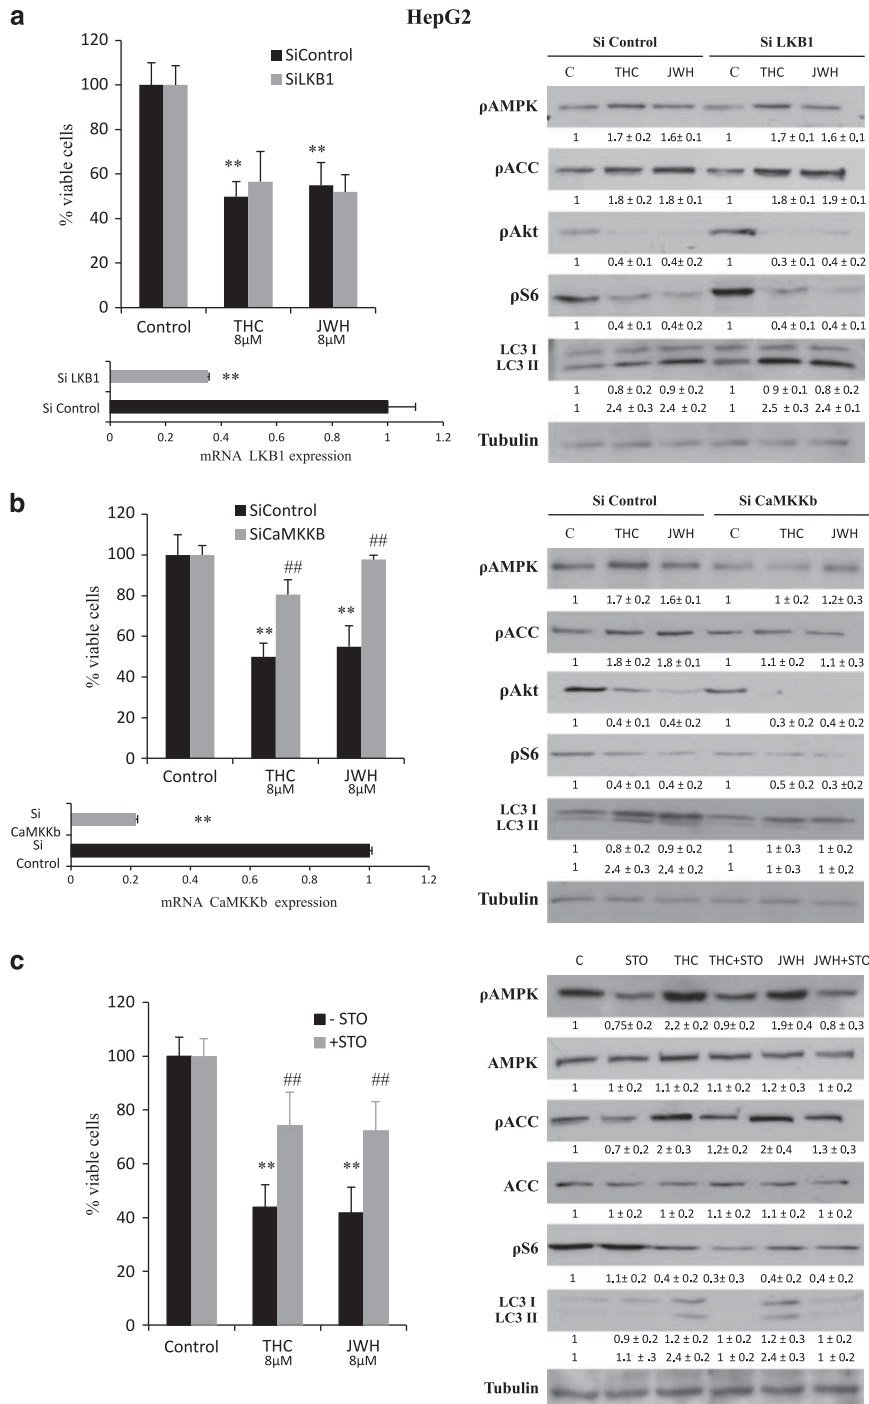 HepG2
a
120
100
80
60
40
20
0
% viable cells
SiControl
SiLKB1
**
**
Control
THC
8µM
JWH
8µM
Si LKB1
**
Si Control
0 0.2 0.4 0.6 0.8 1 1.2
mRNA LKB1 expression
Si Control Si LKB1
C THC JWH C THC JWH
ρAMPK
1 1.7 ± 0.2 1.6± 0.1 1 1.7 ± 0.1 1.6 ± 0.1
ρACC
1 1.8 ± 0.2 1.8 ± 0.1 1 1.8 ± 0.1 1.9 ± 0.1
ρAkt
1 0.4 ± 0.1 0.4± 0.2 1 0.3 ± 0.1 0.4 ± 0.2
ρS6
1 0.4 ± 0.1 0.4± 0.2 1 0.4 ± 0.1 0.4 ± 0.1
LC3 I
LC3 II
1 0.8 ± 0.2 0.9 ± 0.2 1 0 9 ± 0.1 0.8 ± 0.2
1 2.4 ± 0.3 2.4 ± 0.2 1 2.5 ± 0.3 2.4 ± 0.1
Tubulin
b
120
100
80
60
40
20
0
% viable cells
SiControl
SiCaMKKB
##
##
**
**
Control
THC
8µM
JWH
8µM
Si
CaMKKb
**
Si
Control
0 0.2 0.4 0.6 0.8 1 1.2
mRNA CaMKKb expression
Si Control Si CaMKKb
C THC JWH C THC JWH
ρAMPK
1 1.7 ± 0.2 1.6± 0.1 1 1 ± 0.2 1.2± 0.3
ρACC
1 1.8 ± 0.2 1.8 ± 0.1 1 1.1 ± 0.2 1.1 ± 0.3
ρAkt
1 0.4 ± 0.1 0.4± 0.2 1 0.3 ± 0.2 0.4 ± 0.2
ρS6
1 0.4 ± 0.1 0.4 ± 0.2 1 0.5 ± 0.2 0.3 ±0.2
LC3 I
LC3 II
1 0.8 ± 0.2 0.9 ± 0.2 1 1 ± 0.3 1 ± 0.2
1 2.4 ± 0.3 2.4 ± 0.2 1 1 ± 0.3 1 ± 0.2
Tubulin
c
120
100
80
60
40
20
0
% viable cells
- STO
+STO
##
##
**
**
Control
THC
8µM
JWH
8µM
C STO THC THC+STO JWH JWH+STO
ρAMPK
1 0.75± 0.2 2.2 ± 0.2 0.9± 0.2 1.9± 0.4 0.8 ± 0.3
AMPK
1 1 ± 0.2 1.1 ± 0.2 1.1 ± 0.2 1.2 ± 0.3 1 ± 0.2
ρACC
1 0.7 ± 0.2 2 ± 0.3 1.2± 0.2 2± 0.4 1.3 ± 0.3
ACC
1 1 ± 0.2 1 ± 0.2 1.1 ± 0.2 1.1 ± 0.2 1 ± 0.2
ρS6
1 1.1± 0.2 0.4 ± 0.2 0.3± 0.3 0.4± 0.2 0.4 ± 0.2
LC3 I
LC3 II
1 0.9 ± 0.2 1.2 ± 0.2 1 ± 0.2 1.2 ± 0.3 1 ± 0.2
1 1.1 ± .3 2.4 ± 0.2 1 ± 0.2 2.4 ± 0.3 1 ± 0.2
Tubulin